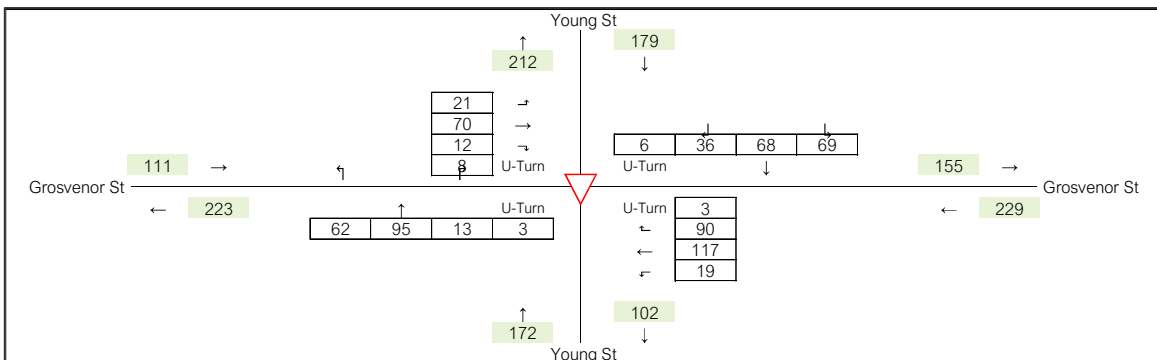 Young St
↑ 179
212 ↓
21 ⬏
70 →
12 ⬎
8 U-Turn
6 36 68 69
U-Turn ↓
111 → ↰ 155 →
Grosvenor St Grosvenor St
← 223 ← 229
↑ U-Turn
62 95 13 3
U-Turn 3
90
← 117
19
↑ 102
172 ↓
Young St